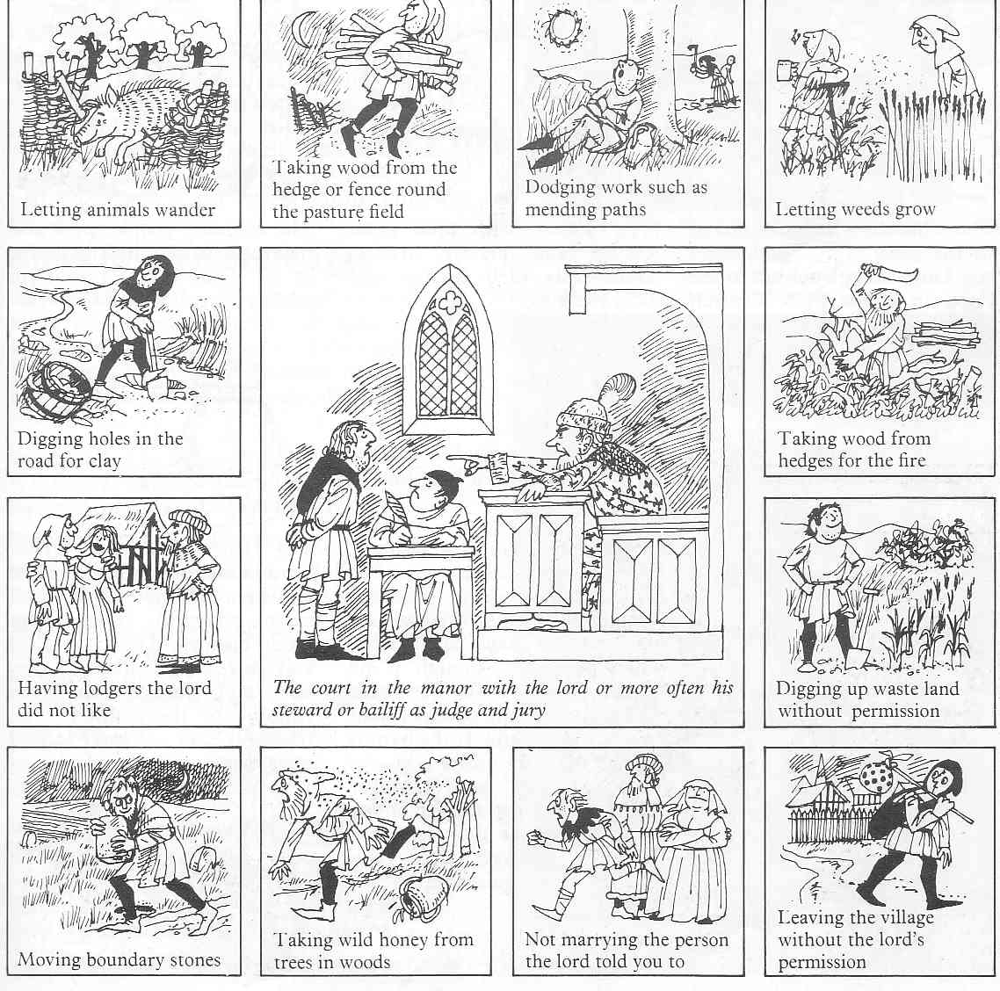 Letting animals wander
Taking wood from the
hedge or fence round
the pasture field
Dodging work such as
mending paths
Letting weeds grow
Digging holes in the
road for clay
Taking wood from
hedges for the fire
Having lodgers the lord
did not like
The court in the manor with the lord or more often his
steward or bailiff as judge and jury
Digging up waste land
without permission
Moving boundary stones
Taking wild honey from
trees in woods
Not marrying the person
the lord told you to
Leaving the village
without the lord's
permission